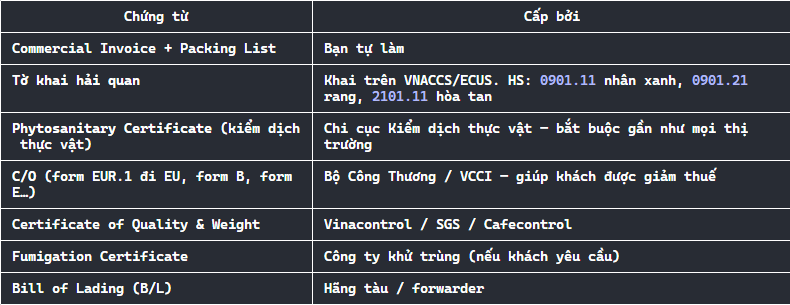 Chứng từ
Cấp bởi
Commercial Invoice + Packing List
Bạn tự làm
Tờ khai hải quan
Khai trên VNACCS/ECUS. HS: 0901.11 nhân xanh, 0901.21
rang, 2101.11 hòa tan
Phytosanitary Certificate (kiểm dịch
thực vật)
Chi cục Kiểm dịch thực vật — bắt buộc gần như mọi thị
trường
C/O (form EUR.1 đi EU, form B, form
E…)
Bộ Công Thương / VCCI — giúp khách được giảm thuế
Certificate of Quality & Weight
Vinacontrol / SGS / Cafecontrol
Fumigation Certificate
Công ty khử trùng (nếu khách yêu cầu)
Bill of Lading (B/L)
Hãng tàu / forwarder